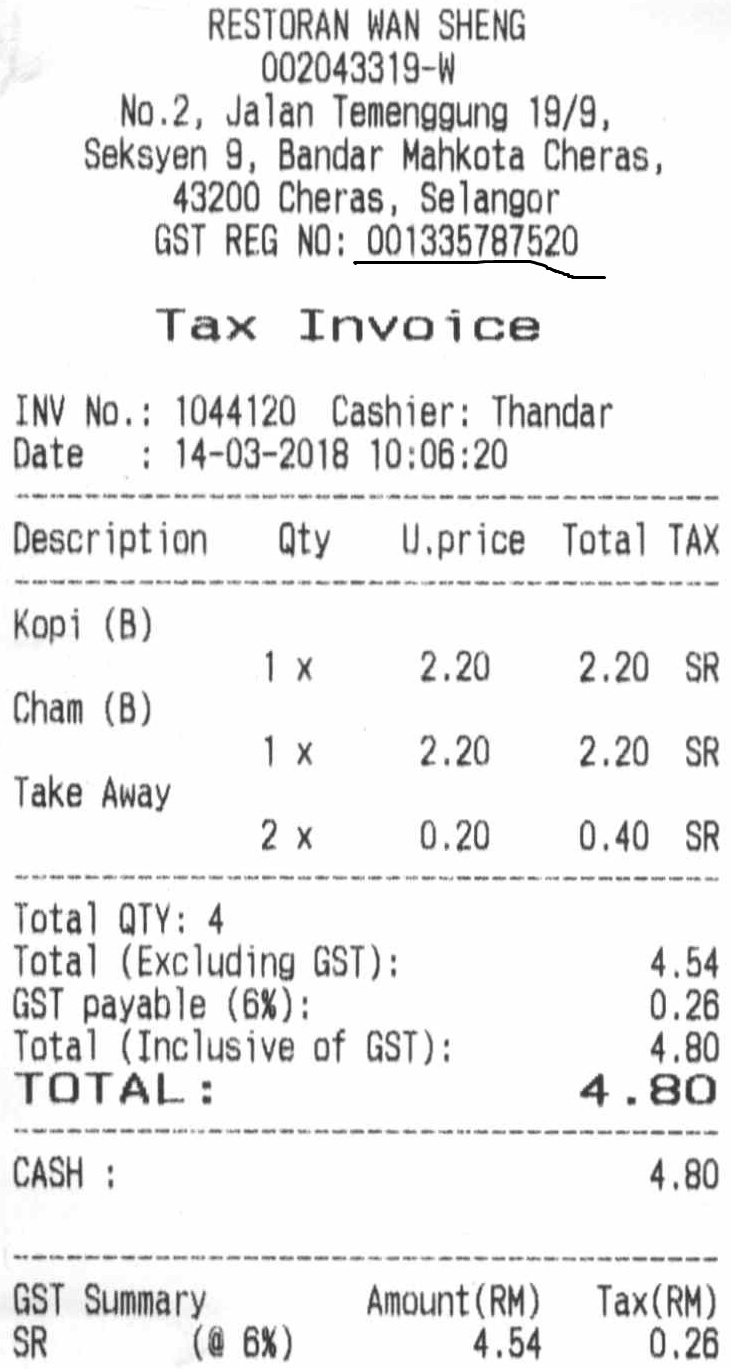 RESTORAN WAN SHENG
002043319-W
No.2, Jalan Temenggung 19/9,
Seksyen 9, Bandar Mahkota Cheras,
43200 Cheras, Selangor
GST REG NO: 001335787520
Tax Invoice
INV No.: 1044120 Cashier: Thandar
Date : 14-03-2018 10:06:20
Description Qty U.price Total TAX
Kopi (B)
1 x 2.20 2.20 SR
Cham (B)
1 x 2.20 2.20 SR
Take Away
2 x 0.20 0.40 SR
Total QTY: 4
Total (Excluding GST): 4.54
GST payable (6%): 0.26
Total (Inclusive of GST): 4.80
TOTAL: 4.80
CASH : 4.80
GST Summary Amount(RM) Tax(RM)
SR (@ 6%) 4.54 0.26